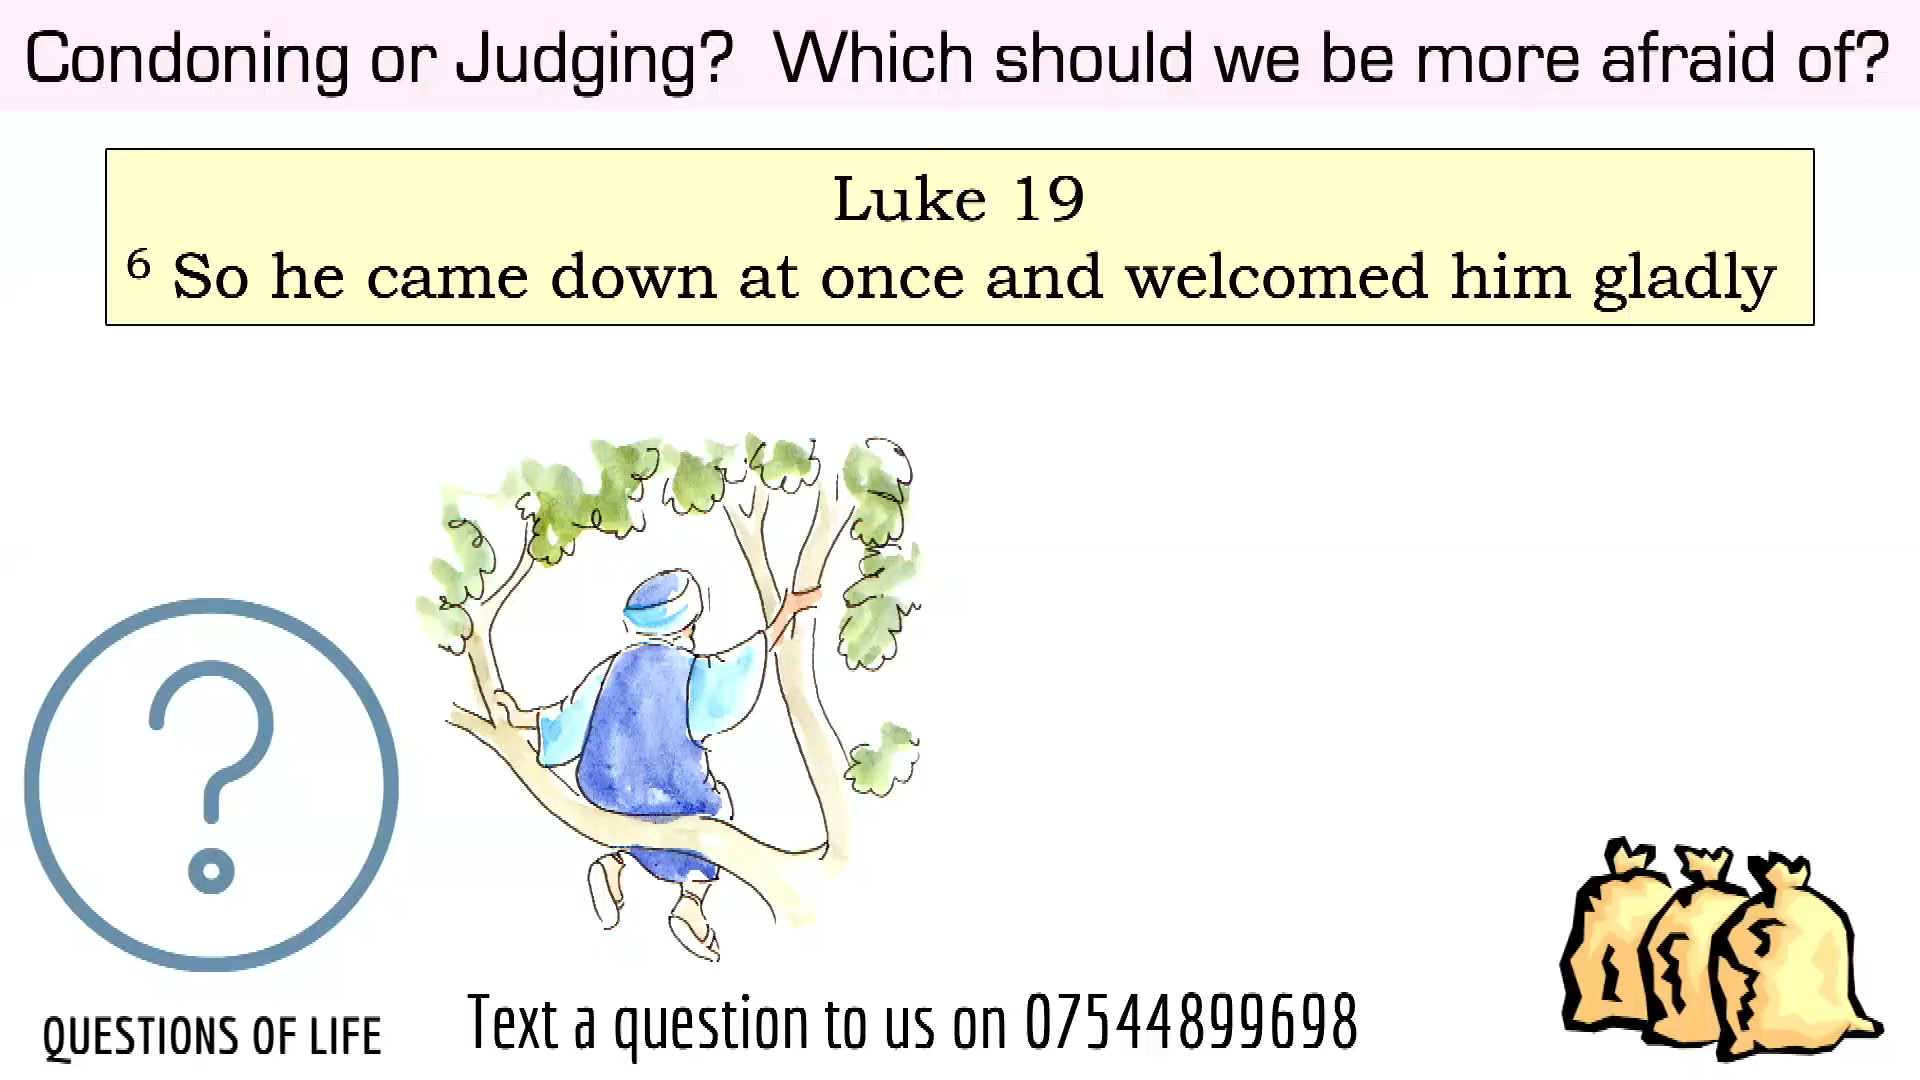 Condoning or Judging? Which should we be more afraid of?
Luke 19
6 So he came down at once and welcomed him gladly
QUESTIONS OF LIFE
Text a question to us on 07544899698